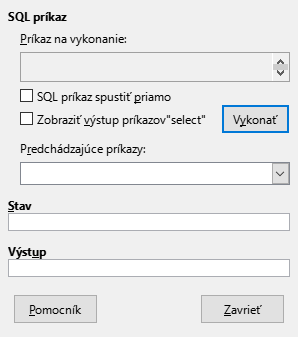 SQL príkaz
Príkaz na vykonanie:
SQL príkaz spustiť priamo
Zobraziť výstup príkazov"select"
Vykonať
Predchádzajúce príkazy:
Stav
Výstup
Pomocník
Zavrieť